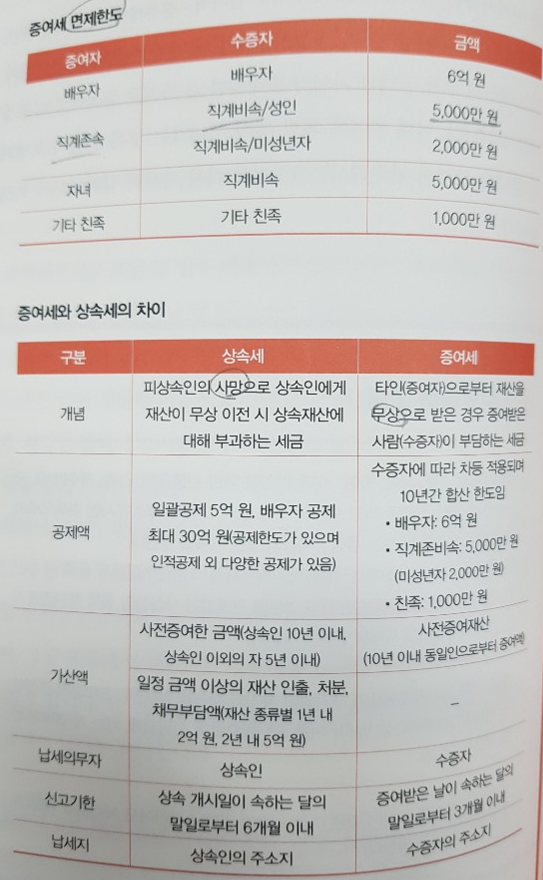 증여세 면제한도
증여자 수증자 금액
배우자 배우자 6억 원
직계존속 직계비속/성인 5,000만 원
직계비속/미성년자 2,000만 원
자녀 직계비속 5,000만 원
기타 친족 기타 친족 1,000만 원
증여세와 상속세의 차이
구분 상속세 증여세
개념
피상속인의 사망으로 상속인에게
재산이 무상 이전 시 상속재산에
대해 부과하는 세금
타인(증여자)으로부터 재산을
무상으로 받은 경우 증여받은
사람(수증자)이 부담하는 세금
공제액
일괄공제 5억 원, 배우자 공제
최대 30억 원(공제한도가 있으며
인적공제 외 다양한 공제가 있음)
수증자에 따라 차등 적용되며
10년간 합산 한도임
• 배우자: 6억 원
• 직계존비속: 5,000만 원
(미성년자 2,000만 원)
• 친족: 1,000만 원
가산액
사전증여한 금액(상속인 10년 이내,
상속인 이외의 자 5년 이내)
사전증여재산
(10년 이내 동일인으로부터 증여액)
일정 금액 이상의 재산 인출, 처분,
채무부담액(재산 종류별 1년 내
2억 원, 2년 내 5억 원)
–
납세의무자 상속인 수증자
신고기한
상속 개시일이 속하는 달의
말일로부터 6개월 이내
증여받은 날이 속하는 달의
말일로부터 3개월 이내
납세지 상속인의 주소지 수증자의 주소지